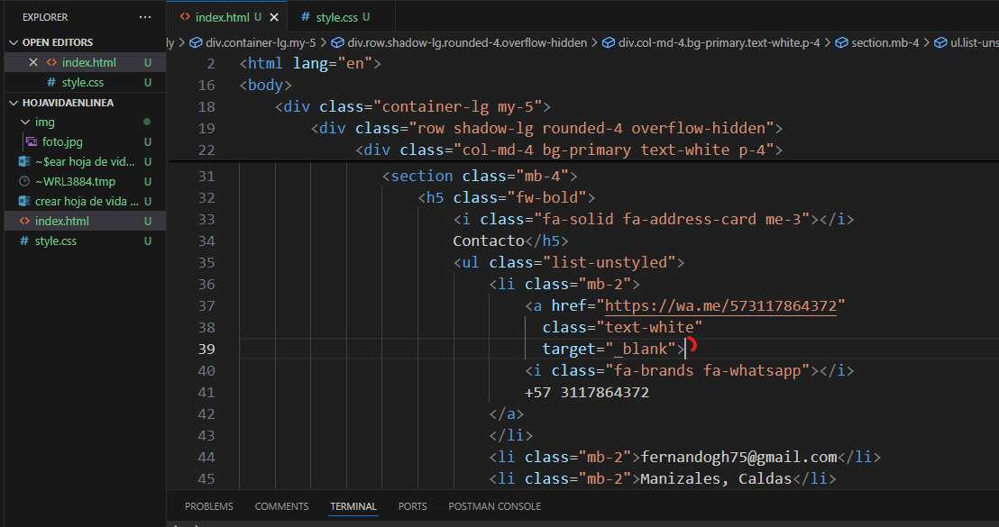 EXPLORER ...
OPEN EDITORS
index.html U
style.css U
HOJAVIDAENLINEA
img
foto.jpg U
~$ear hoja de vid... U
~WRL3884.tmp U
crear hoja de vida ... U
index.html U
style.css U
index.html U
style.css U
ly > div.container-lg.my-5 > div.row.shadow-lg.rounded-4.overflow-hidden > div.col-md-4.bg-primary.text-white.p-4 > section.mb-4 > ul.list-uns
2 <html lang="en">
16 <body>
18 <div class="container-lg my-5">
19 <div class="row shadow-lg rounded-4 overflow-hidden">
22 <div class="col-md-4 bg-primary text-white p-4">
31 <section class="mb-4">
32 <h5 class="fw-bold">
33 <i class="fa-solid fa-address-card me-3"></i>
34 Contacto</h5>
35 <ul class="list-unstyled">
36 <li class="mb-2">
37 <a href="https://wa.me/573117864372"
38 class="text-white"
39 target="_blank">
40 <i class="fa-brands fa-whatsapp"></i>
41 +57 3117864372
42 </a>
43 </li>
44 <li class="mb-2">fernandogh75@gmail.com</li>
45 <li class="mb-2">Manizales, Caldas</li>
PROBLEMS COMMENTS TERMINAL PORTS POSTMAN CONSOLE